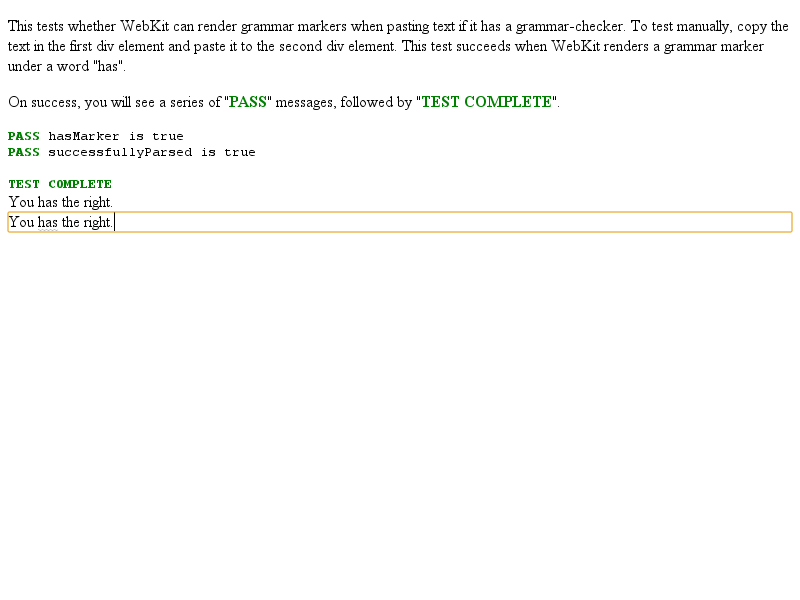 This tests whether WebKit can render grammar markers when pasting text if it has a grammar-checker. To test manually, copy the
text in the first div element and paste it to the second div element. This test succeeds when WebKit renders a grammar marker
under a word "has".
On success, you will see a series of "PASS" messages, followed by "TEST COMPLETE".
PASS hasMarker is true
PASS successfullyParsed is true
TEST COMPLETE
You has the right.
You has the right.